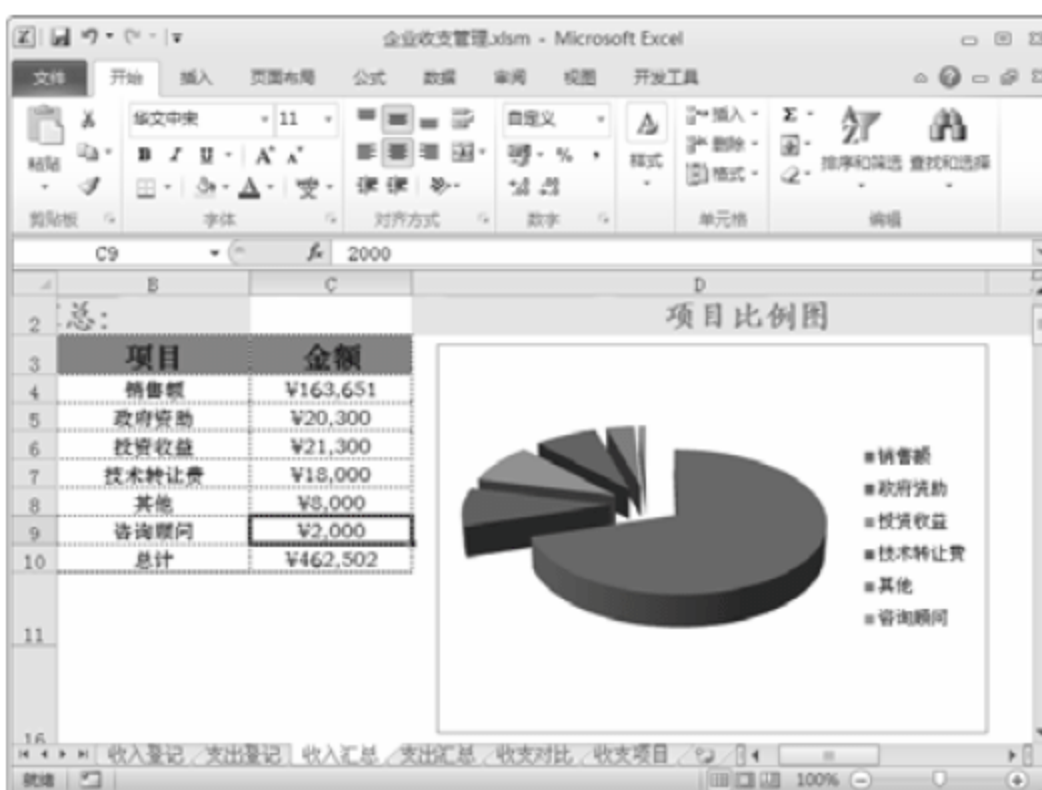 企业收支管理.xlsm - Microsoft Excel
文件 开始 插入 页面布局 公式 数据 审阅 视图 开发工具
粘贴 华文中宋 11 自定义 样式 插入 删除 格式 排序和筛选 查找和选择
B I U A A A % , Σ
剪贴板 字体 对齐方式 数字 单元格 编辑
C9 fx 2000
B C D
2 总: 项目比例图
3 项目 金额
4 销售额 ¥163,651
5 政府资助 ¥20,300
6 投资收益 ¥21,300
7 技术转让费 ¥18,000
8 其他 ¥8,000
9 咨询顾问 ¥2,000
10 总计 ¥462,502
11
16
销售额
政府资助
投资收益
技术转让费
其他
咨询顾问
收入登记 支出登记 收入汇总 支出汇总 收支对比 收支项目
就绪 100%